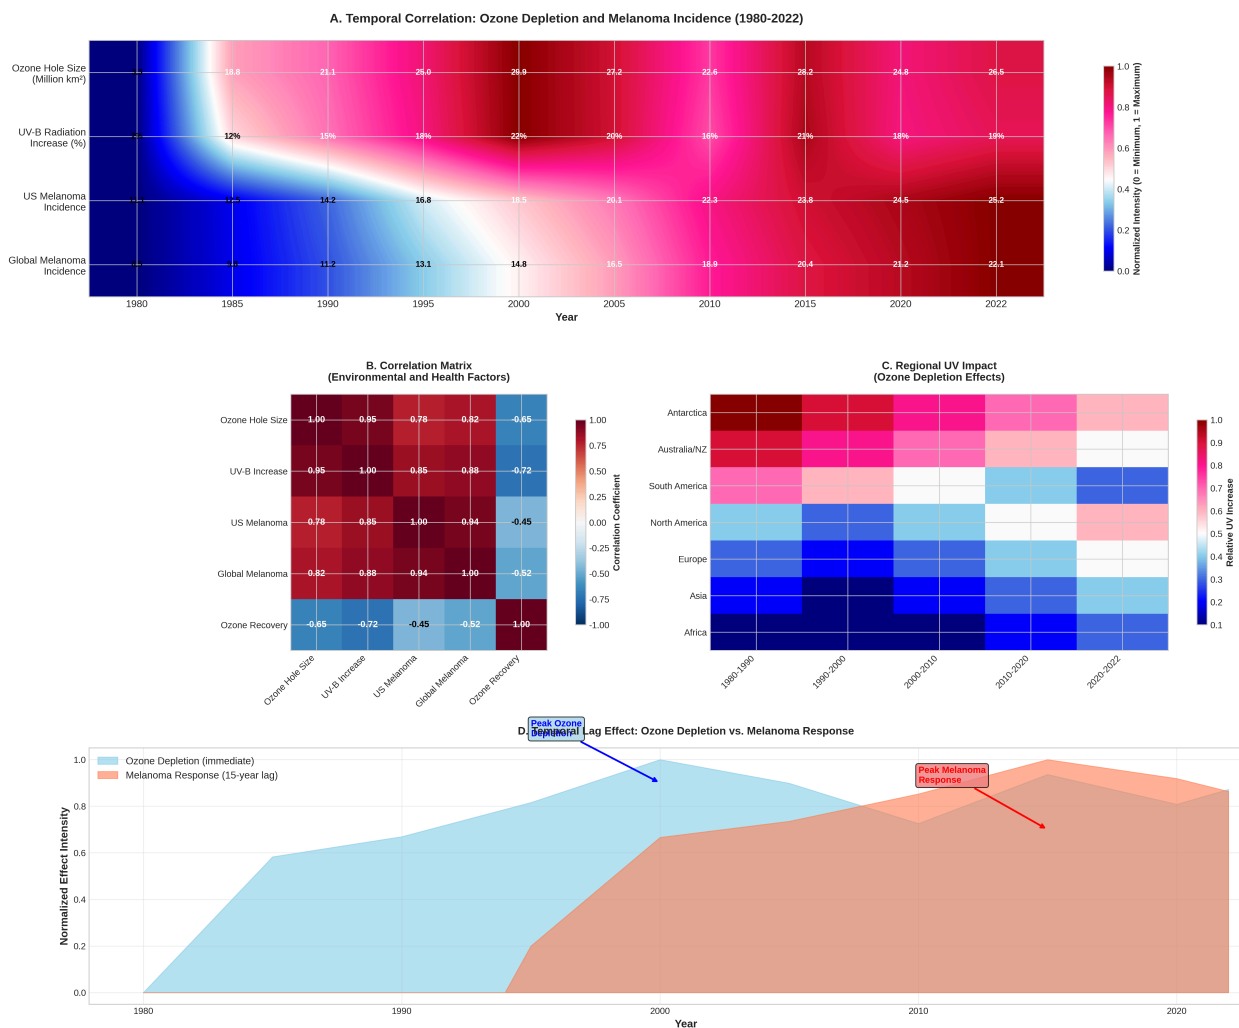 A. Temporal Correlation: Ozone Depletion and Melanoma Incidence (1980-2022)
Ozone Hole Size
(Million km²)
18.8 21.1 25.0 29.9 27.2 22.6 28.2 24.8 26.5
UV-B Radiation
Increase (%)
12% 15% 18% 22% 20% 16% 21% 18% 19%
US Melanoma
Incidence
14.2 16.8 18.5 20.1 22.3 23.8 24.5 25.2
Global Melanoma
Incidence
11.2 13.1 14.8 16.5 18.9 20.4 21.2 22.1
1980 1985 1990 1995 2000 2005 2010 2015 2020 2022
Year
1.0
0.8
0.6
0.4
0.2
0.0
Normalized Intensity (0 = Minimum, 1 = Maximum)
B. Correlation Matrix
(Environmental and Health Factors)
Ozone Hole Size 1.00 0.95 0.78 0.82 -0.65
UV-B Increase 0.95 1.00 0.85 0.88 -0.72
US Melanoma 0.78 0.85 1.00 0.94 -0.45
Global Melanoma 0.82 0.88 0.94 1.00 -0.52
Ozone Recovery -0.65 -0.72 -0.45 -0.52 1.00
Ozone Hole Size UV-B Increase US Melanoma Global Melanoma Ozone Recovery
1.00
0.75
0.50
0.25
0.00
-0.25
-0.50
-0.75
-1.00
Correlation Coefficient
C. Regional UV Impact
(Ozone Depletion Effects)
Antarctica
Australia/NZ
South America
North America
Europe
Asia
Africa
1980-1990 1990-2000 2000-2010 2010-2020 2020-2022
1.0
0.9
0.8
0.7
0.6
0.5
0.4
0.3
0.2
0.1
Relative UV Increase
D. Temporal Lag Effect: Ozone Depletion vs. Melanoma Response
Peak Ozone
Depletion
Ozone Depletion (immediate)
Melanoma Response (15-year lag)
Peak Melanoma
Response
1.0
0.8
0.6
0.4
0.2
0.0
Normalized Effect Intensity
1980 1990 2000 2010 2020
Year